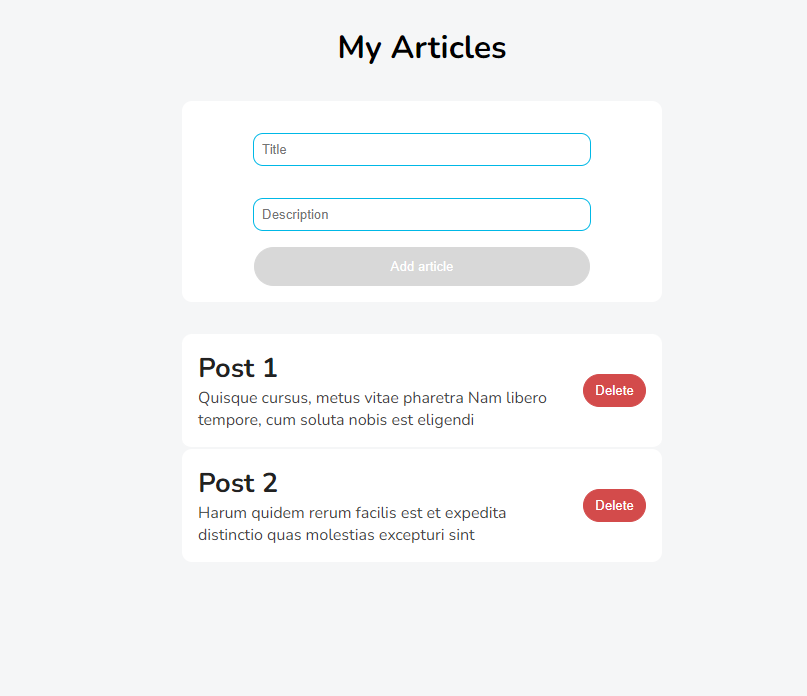 My Articles
Title
Description
Add article
Post 1
Quisque cursus, metus vitae pharetra Nam libero
tempore, cum soluta nobis est eligendi
Delete
Post 2
Harum quidem rerum facilis est et expedita
distinctio quas molestias excepturi sint
Delete